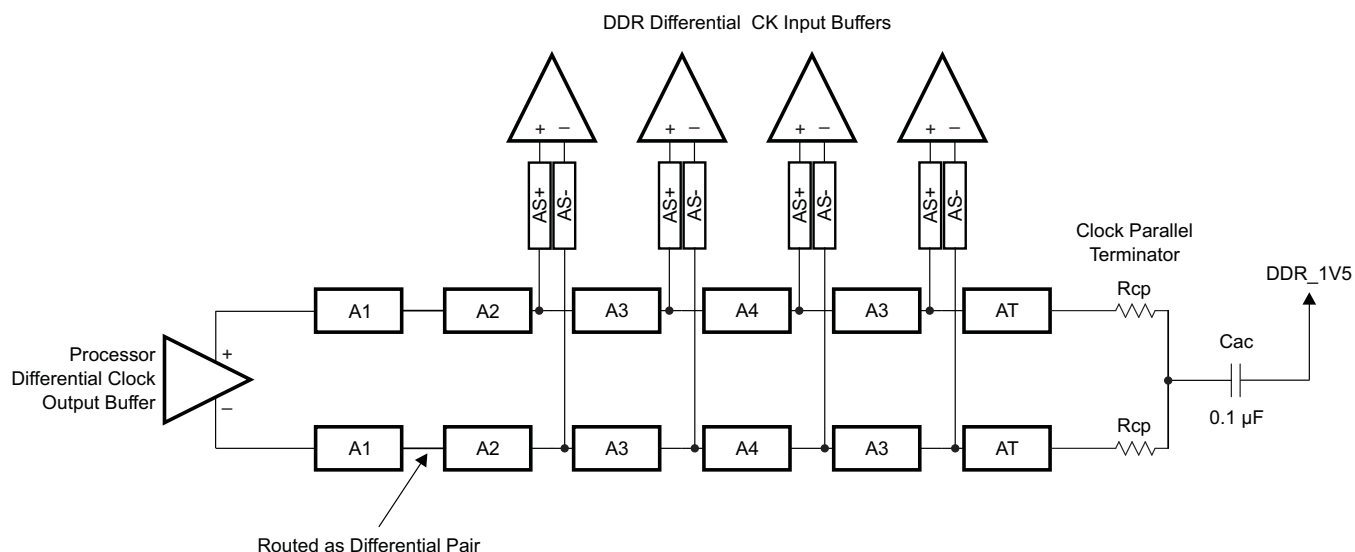 DDR Differential CK Input Buffers
+ – + – + – + –
AS+ AS- AS+ AS- AS+ AS- AS+ AS-
Clock Parallel
Terminator
DDR_1V5
A1 A2 A3 A4 A3 AT
Rcp
Processor
Differential Clock
Output Buffer
+
–
Cac
0.1 µF
A1 A2 A3 A4 A3 AT
Rcp
Routed as Differential Pair